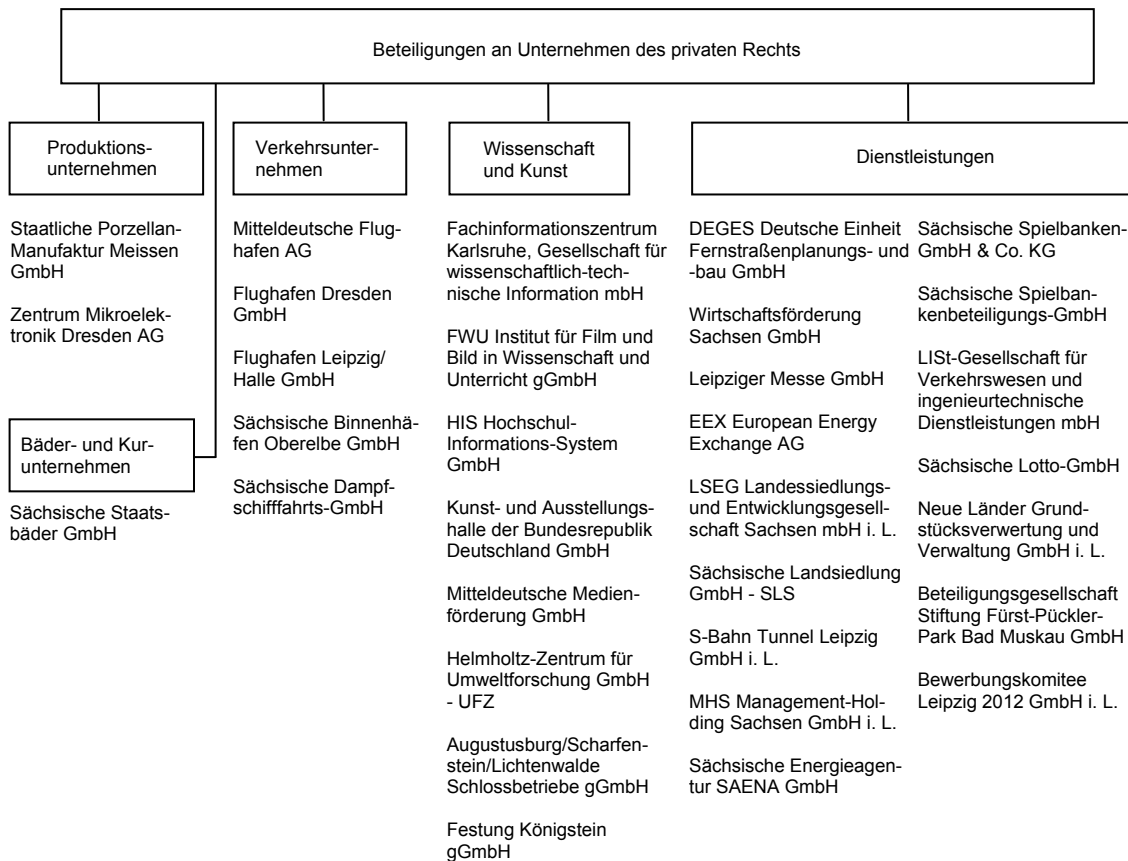 Beteiligungen an Unternehmen des privaten Rechts
Produktions-
unternehmen
Staatliche Porzellan-
Manufaktur Meissen
GmbH
Zentrum Mikroelek-
tronik Dresden AG
Bäder- und Kur-
unternehmen
Sächsische Staats-
bäder GmbH
Verkehrsunter-
nehmen
Mitteldeutsche Flug-
hafen AG
Flughafen Dresden
GmbH
Flughafen Leipzig/
Halle GmbH
Sächsische Binnenhä-
fen Oberelbe GmbH
Sächsische Dampf-
schifffahrts-GmbH
Wissenschaft
und Kunst
Fachinformationszentrum
Karlsruhe, Gesellschaft für
wissenschaftlich-tech-
nische Information mbH
FWU Institut für Film und
Bild in Wissenschaft und
Unterricht gGmbH
HIS Hochschul-
Informations-System
GmbH
Kunst- und Ausstellungs-
halle der Bundesrepublik
Deutschland GmbH
Mitteldeutsche Medien-
förderung GmbH
Helmholtz-Zentrum für
Umweltforschung GmbH
- UFZ
Augustusburg/Scharfen-
stein/Lichtenwalde
Schlossbetriebe gGmbH
Festung Königstein
gGmbH
Dienstleistungen
DEGES Deutsche Einheit
Fernstraßenplanungs- und
-bau GmbH
Wirtschaftsförderung
Sachsen GmbH
Leipziger Messe GmbH
EEX European Energy
Exchange AG
LSEG Landessiedlungs-
und Entwicklungsgesell-
schaft Sachsen mbH i. L.
Sächsische Landsiedlung
GmbH - SLS
S-Bahn Tunnel Leipzig
GmbH i. L.
MHS Management-Hol-
ding Sachsen GmbH i. L.
Sächsische Energieagen-
tur SAENA GmbH
Sächsische Spielbanken-
GmbH & Co. KG
Sächsische Spielban-
kenbeteiligungs-GmbH
LISt-Gesellschaft für
Verkehrswesen und
ingenieurtechnische
Dienstleistungen mbH
Sächsische Lotto-GmbH
Neue Länder Grund-
stücksverwertung und
Verwaltung GmbH i. L.
Beteiligungsgesellschaft
Stiftung Fürst-Pückler-
Park Bad Muskau GmbH
Bewerbungskomitee
Leipzig 2012 GmbH i. L.